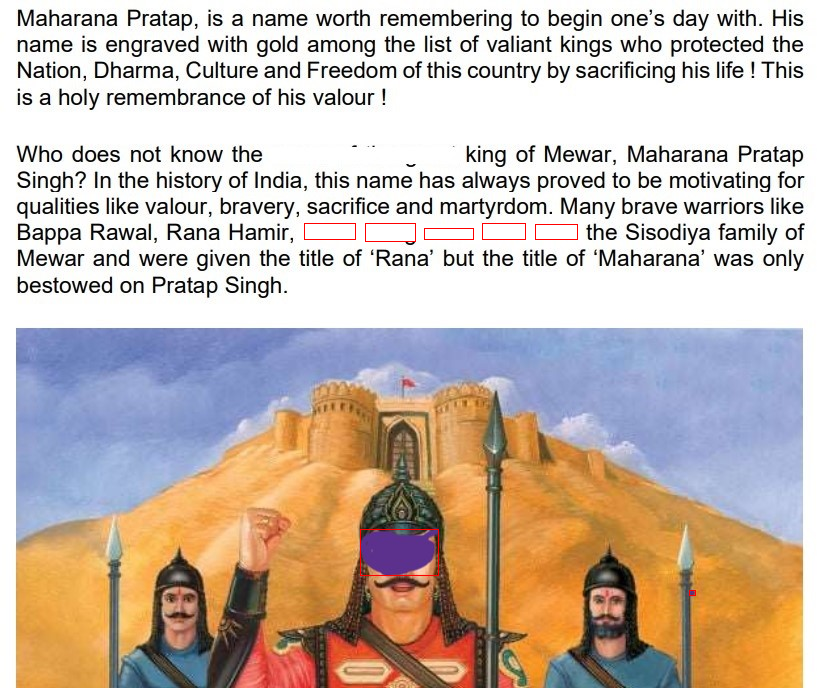 Maharana Pratap, is a name worth remembering to begin one’s day with. His
name is engraved with gold among the list of valiant kings who protected the
Nation, Dharma, Culture and Freedom of this country by sacrificing his life ! This
is a holy remembrance of his valour !
Who does not know the king of Mewar, Maharana Pratap
Singh? In the history of India, this name has always proved to be motivating for
qualities like valour, bravery, sacrifice and martyrdom. Many brave warriors like
Bappa Rawal, Rana Hamir, the Sisodiya family of
Mewar and were given the title of ‘Rana’ but the title of ‘Maharana’ was only
bestowed on Pratap Singh.